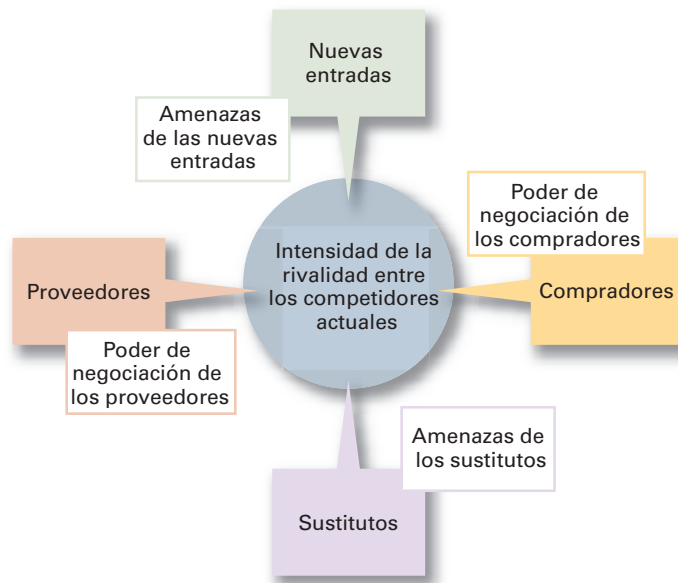 Nuevas
entradas
Amenazas
de las nuevas
entradas
Poder de
negociación de
los compradores
Intensidad de la
rivalidad entre
los competidores
actuales
Proveedores
Compradores
Poder de
negociación de
los proveedores
Amenazas de
los sustitutos
Sustitutos